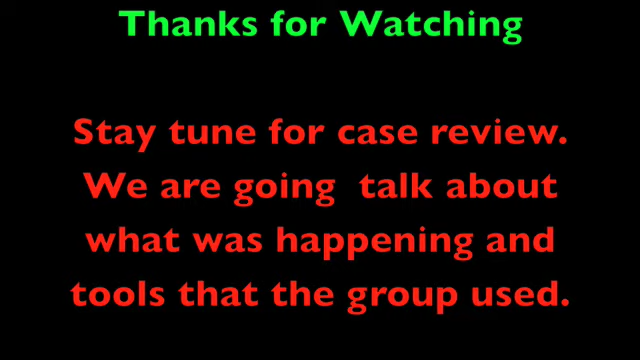 Thanks for Watching
Stay tune for case review.
We are going  talk about
what was happening and
tools that the group used.